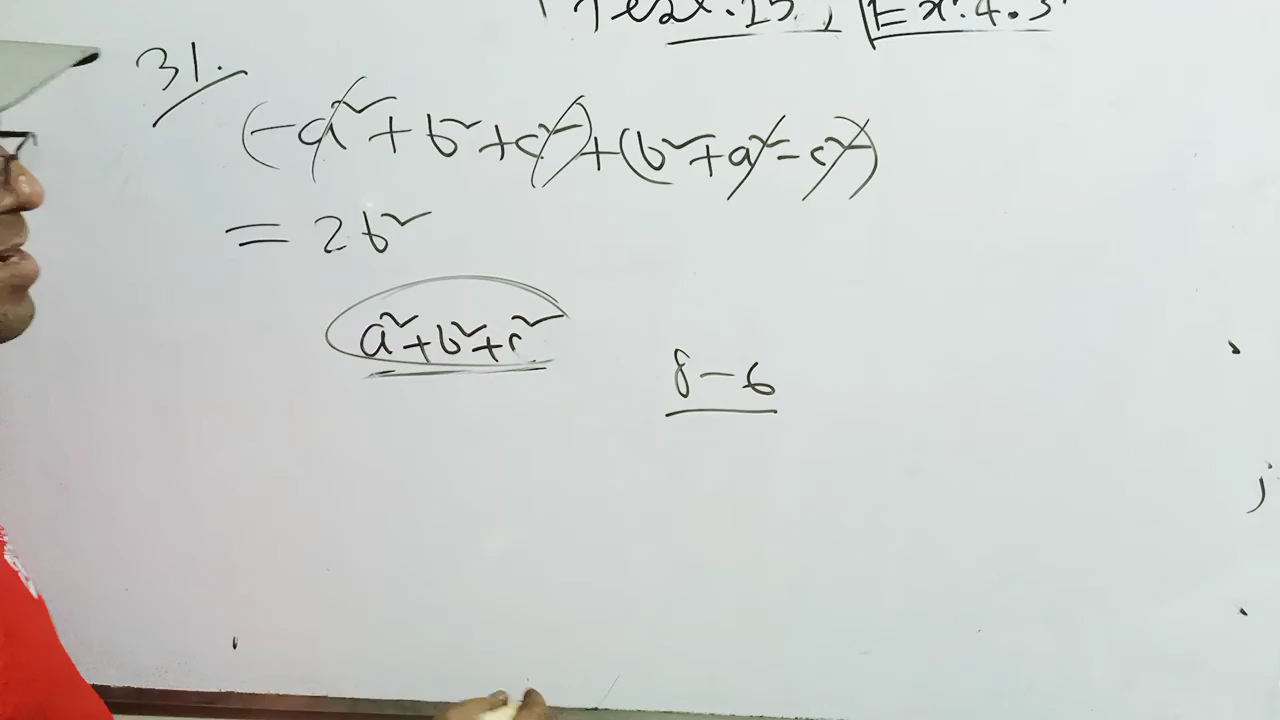 Ex. 4.3
31.
(-a²+b²+c²)+(b²+a²-c²)
= 2b²
a²+b²+c²
8-6